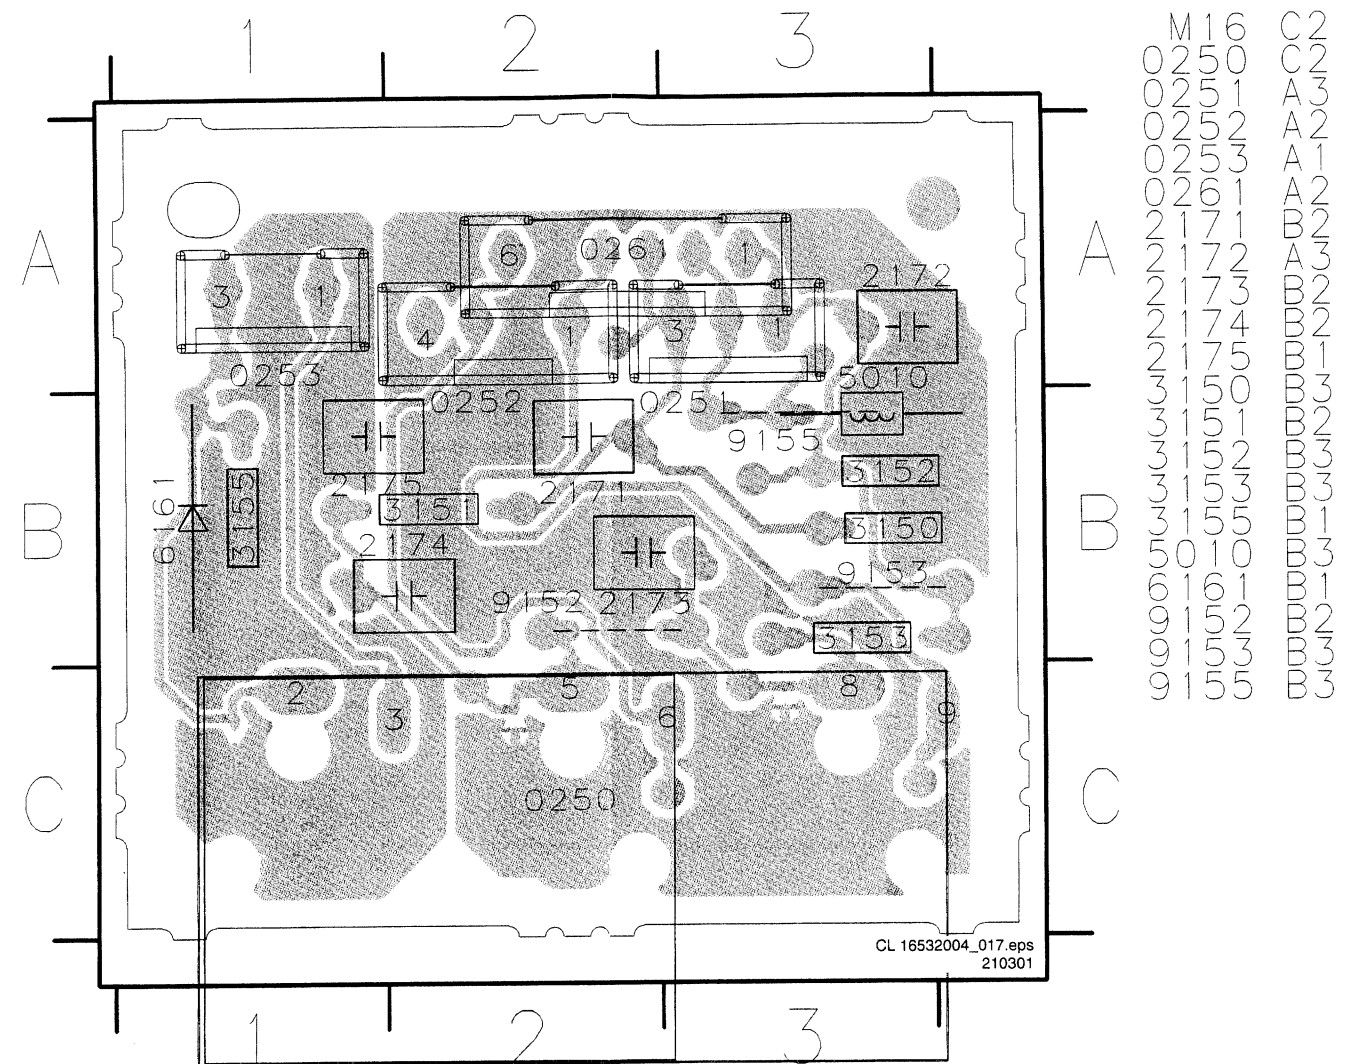 1 2 3
M16 C2
0250 C2
0251 A3
0252 A2
0253 A1
0261 A2
2171 B2
2172 A3
2173 B2
2174 B2
2175 B1
3150 B3
3151 B2
3152 B3
3153 B3
3155 B1
5010 B3
6161 B1
9152 B2
9153 B3
9155 B3
A A
6 0261 1
3 1
2172
4 1 3 1
0253
5010
0252 0251
9155
B B
2175 2171
3152
6161
3155
3151
3150
2174
9153
9152 2173
3153
2 5 8
3 6 9
C C
0250
CL 16532004_017.eps
210301
1 2 3